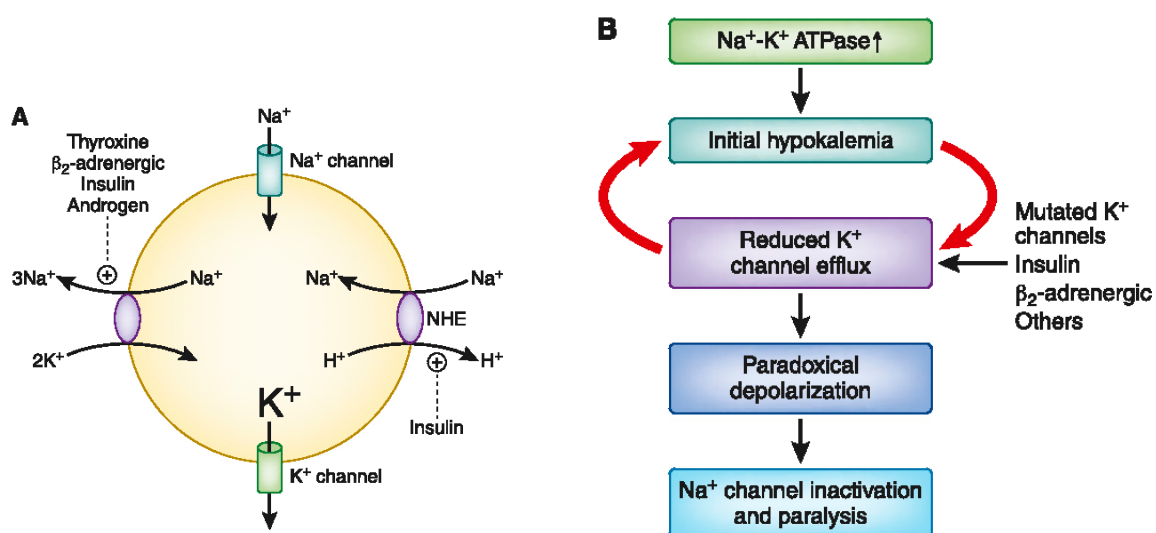 A
Na⁺
Na⁺ channel
Thyroxine
β₂-adrenergic
Insulin
Androgen
+
3Na⁺
Na⁺
2K⁺
Na⁺
Na⁺
NHE
H⁺
H⁺
+
Insulin
K⁺
K⁺ channel
B
Na⁺-K⁺ ATPase↑
Initial hypokalemia
Reduced K⁺
channel efflux
Mutated K⁺
channels
Insulin
β₂-adrenergic
Others
Paradoxical
depolarization
Na⁺ channel inactivation
and paralysis